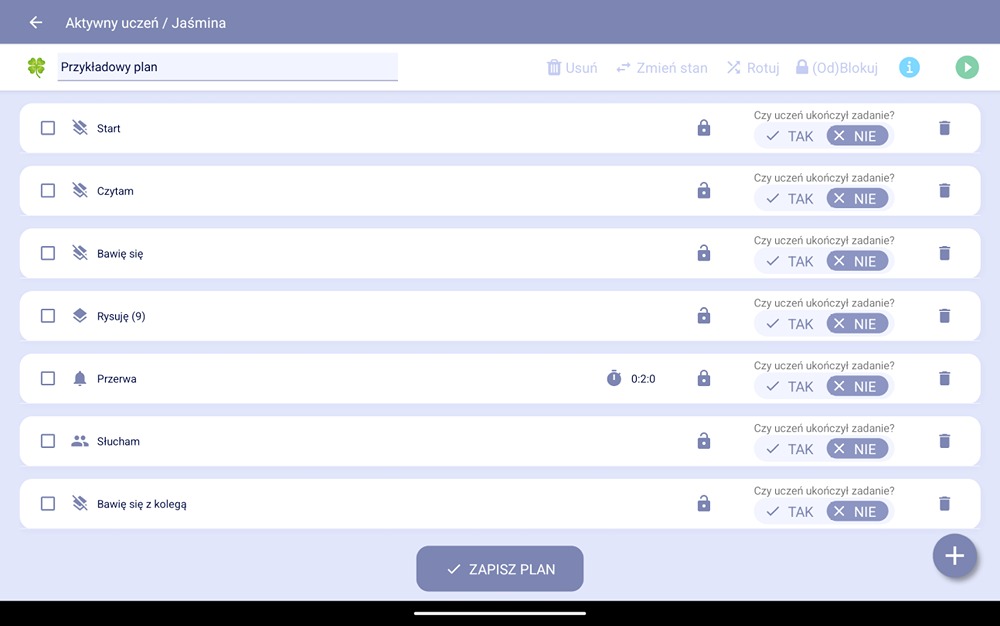 Aktywny uczeń / Jaśmina
Przykładowy plan
Usuń
Zmień stan
Rotuj
(Od)Blokuj
Start
Czy uczeń ukończył zadanie?
TAK
NIE
Czytam
Czy uczeń ukończył zadanie?
TAK
NIE
Bawię się
Czy uczeń ukończył zadanie?
TAK
NIE
Rysuję (9)
Czy uczeń ukończył zadanie?
TAK
NIE
Przerwa
0:2:0
Czy uczeń ukończył zadanie?
TAK
NIE
Słucham
Czy uczeń ukończył zadanie?
TAK
NIE
Bawię się z kolegą
Czy uczeń ukończył zadanie?
TAK
NIE
ZAPISZ PLAN